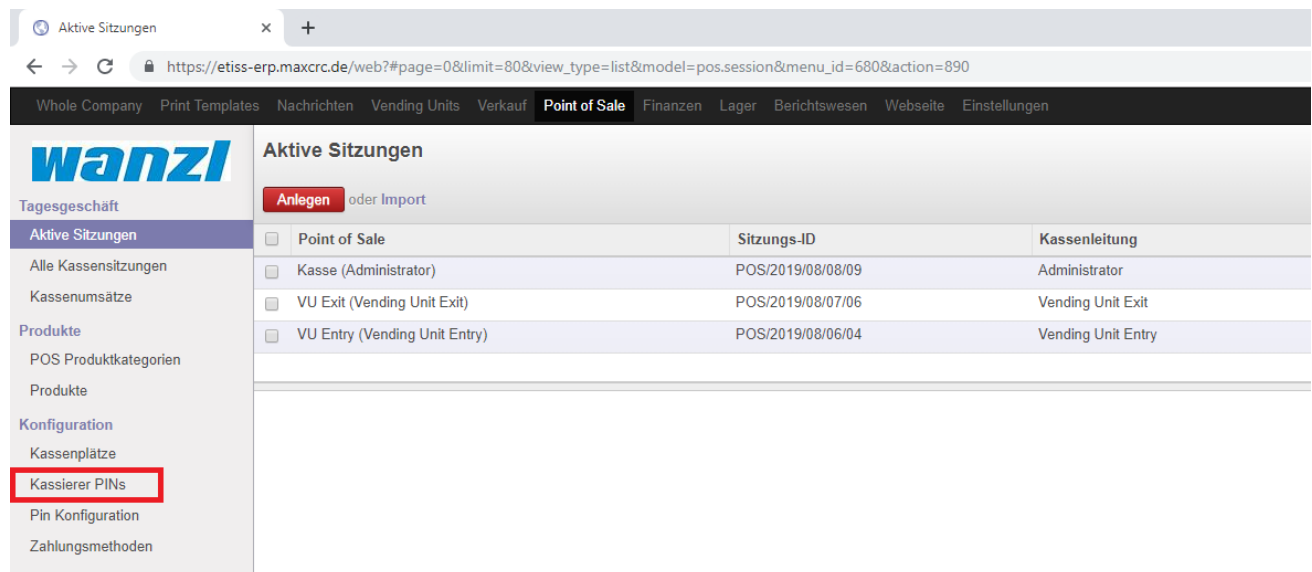 Aktive Sitzungen
https://etiss-erp.maxcrc.de/web?#page=0&limit=80&view_type=list&model=pos.session&menu_id=680&action=890
Whole Company Print Templates Nachrichten Vending Units Verkauf Point of Sale Finanzen Lager Berichtswesen Webseite Einstellungen
wanzl
Tagesgeschäft
Aktive Sitzungen
Alle Kassensitzungen
Kassenumsätze
Produkte
POS Produktkategorien
Produkte
Konfiguration
Kassenplätze
Kassierer PINs
Pin Konfiguration
Zahlungsmethoden
Aktive Sitzungen
Anlegen oder Import
Point of Sale Sitzungs-ID Kassenleitung
Kasse (Administrator) POS/2019/08/08/09 Administrator
VU Exit (Vending Unit Exit) POS/2019/08/07/06 Vending Unit Exit
VU Entry (Vending Unit Entry) POS/2019/08/06/04 Vending Unit Entry